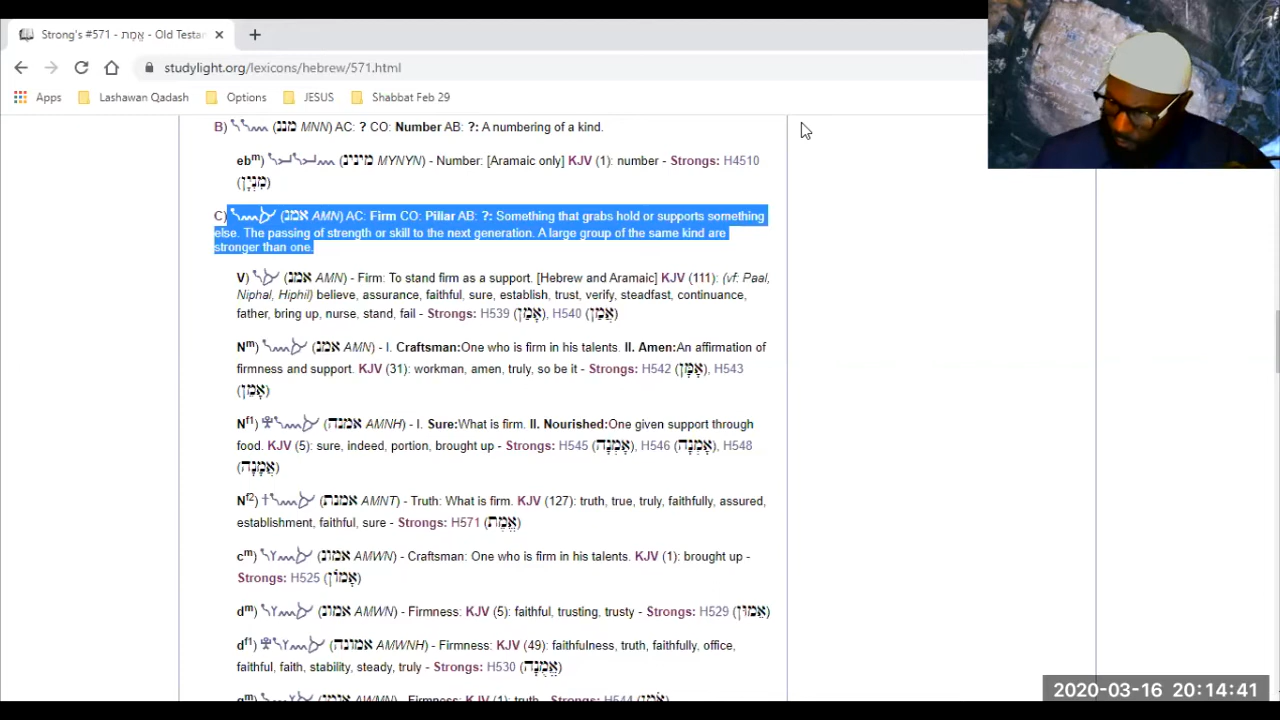 Strong's #571 - אֶמֶת - Old Testa
studylight.org/lexicons/hebrew/571.html
Apps Lashawan Qadash Options JESUS Shabbat Feb 29
B) (מננ MNN) AC: ? CO: Number AB: ?: A numbering of a kind.
ebm) (מינינ MYNYN) - Number: [Aramaic only] KJV (1): number - Strongs: H4510
(מִנְיָן)
C) (אמנ AMN) AC: Firm CO: Pillar AB: ?: Something that grabs hold or supports something
else. The passing of strength or skill to the next generation. A large group of the same kind are
stronger than one.
V) (אמנ AMN) - Firm: To stand firm as a support. [Hebrew and Aramaic] KJV (111): (vf: Paal,
Niphal, Hiphil) believe, assurance, faithful, sure, establish, trust, verify, steadfast, continuance,
father, bring up, nurse, stand, fail - Strongs: H539 (אָמַן), H540 (אֲמַן)
Nm) (אמנ AMN) - I. Craftsman:One who is firm in his talents. II. Amen:An affirmation of
firmness and support. KJV (31): workman, amen, truly, so be it - Strongs: H542 (אָמָּן), H543
(אָמֵן)
Nf1) (אמנה AMNH) - I. Sure:What is firm. II. Nourished:One given support through
food. KJV (5): sure, indeed, portion, brought up - Strongs: H545 (אָמְנָה), H546 (אָמְנָה), H548
(אֲמָנָה)
Nf2) (אמנת AMNT) - Truth: What is firm. KJV (127): truth, true, truly, faithfully, assured,
establishment, faithful, sure - Strongs: H571 (אֶמֶת)
cm) (אמונ AMWN) - Craftsman: One who is firm in his talents. KJV (1): brought up -
Strongs: H525 (אָמוֹן)
dm) (אמונ AMWN) - Firmness: KJV (5): faithful, trusting, trusty - Strongs: H529 (אֵמוּן)
df1) (אמונה AMWNH) - Firmness: KJV (49): faithfulness, truth, faithfully, office,
faithful, faith, stability, steady, truly - Strongs: H530 (אֱמֻנָה)
2020-03-16 20:14:41